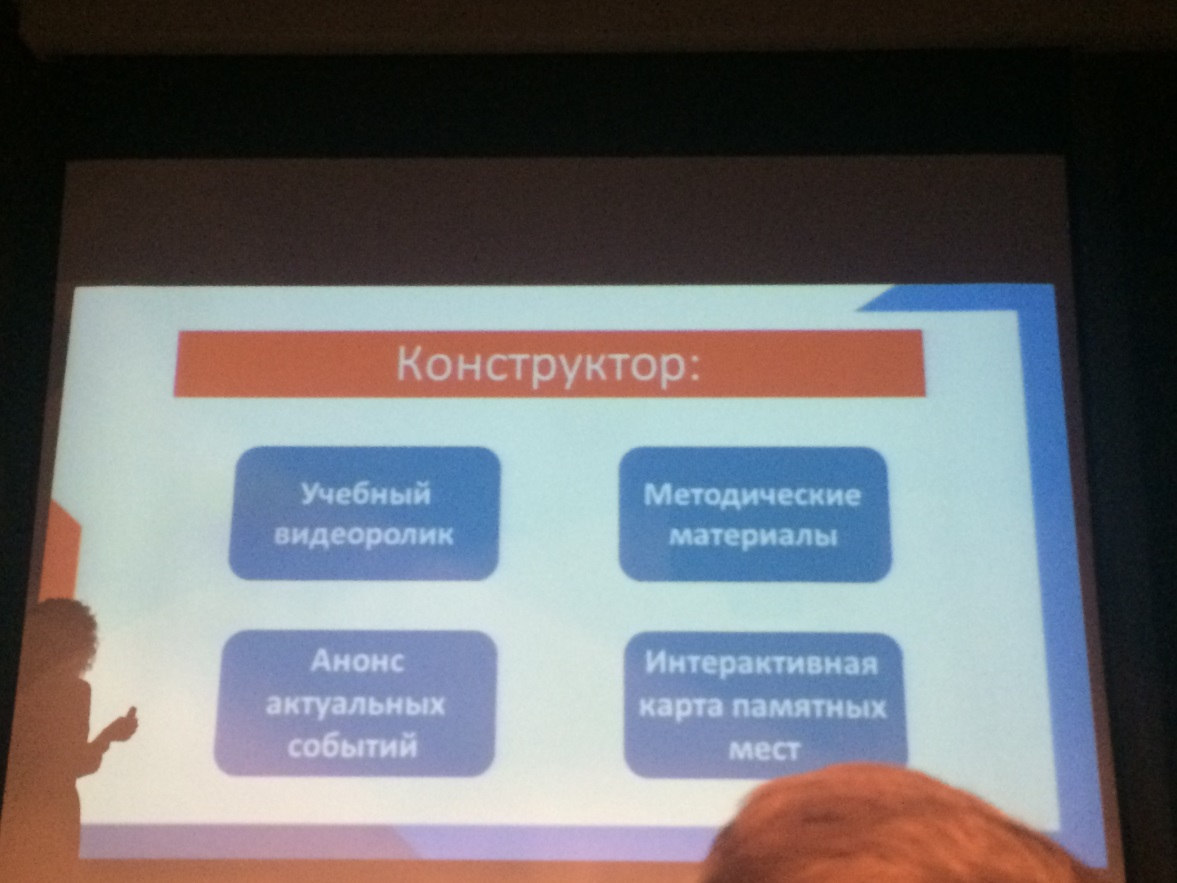 Конструктор:
Учебный
видеоролик
Методические
материалы
Анонс
актуальных
событий
Интерактивная
карта памятных
мест